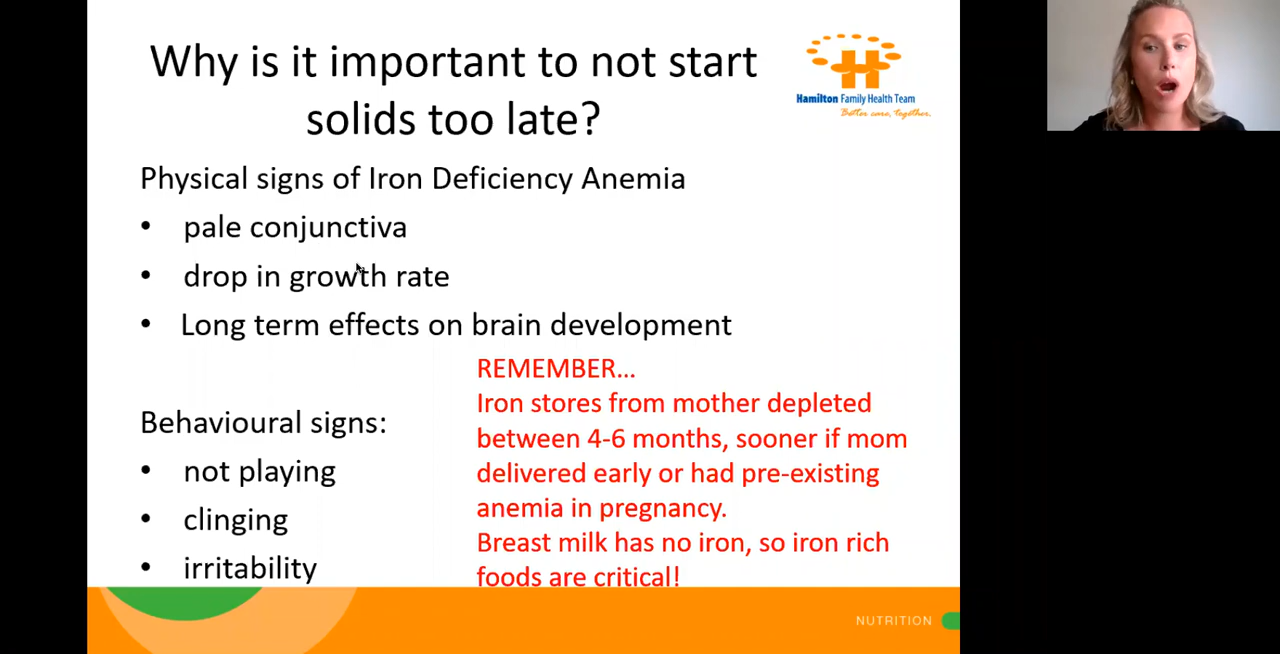 Why is it important to not start
solids too late?
Hamilton Family Health Team
Better care, together.
Physical signs of Iron Deficiency Anemia
• pale conjunctiva
• drop in growth rate
• Long term effects on brain development
REMEMBER...
Iron stores from mother depleted
between 4-6 months, sooner if mom
delivered early or had pre-existing
anemia in pregnancy.
Breast milk has no iron, so iron rich
foods are critical!
Behavioural signs:
• not playing
• clinging
• irritability
NUTRITION